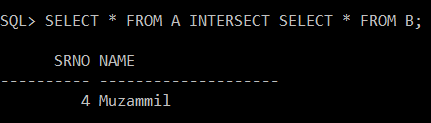 SQL> SELECT * FROM A INTERSECT SELECT * FROM B;
SRNO NAME
---------- --------------------
4 Muzammil